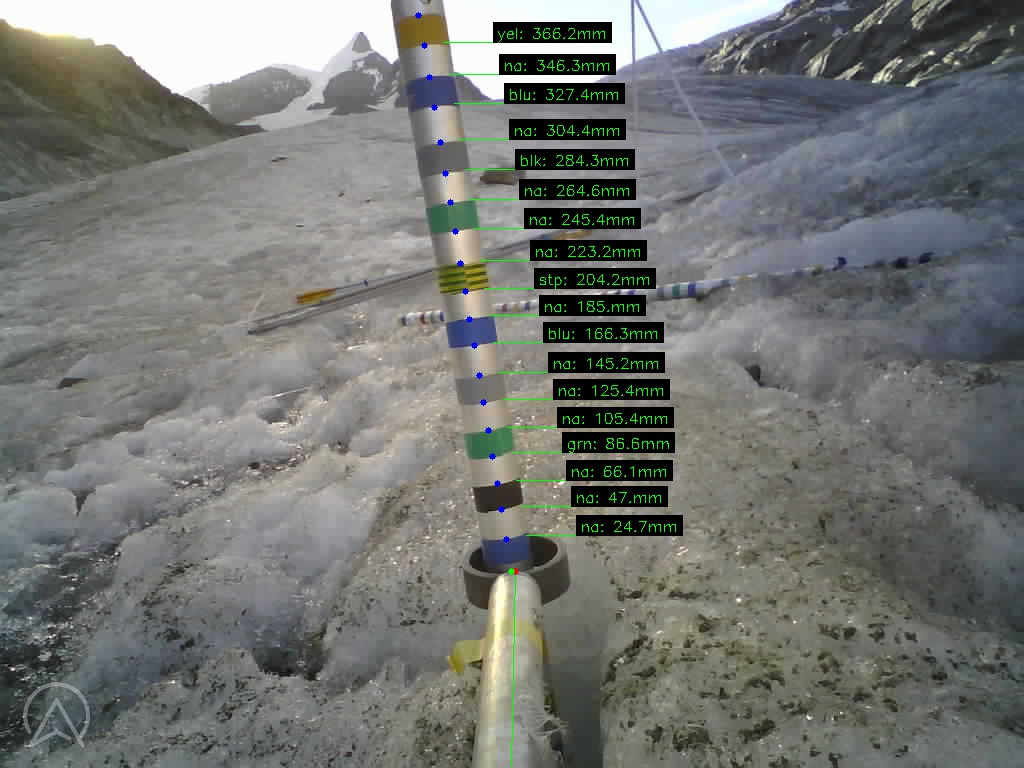 yel: 366.2mm
na: 346.3mm
blu: 327.4mm
na: 304.4mm
blk: 284.3mm
na: 264.6mm
na: 245.4mm
na: 223.2mm
stp: 204.2mm
na: 185.mm
blu: 166.3mm
na: 145.2mm
na: 125.4mm
na: 105.4mm
grn: 86.6mm
na: 66.1mm
na: 47.mm
na: 24.7mm